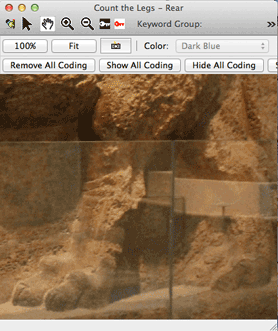 Count the Legs – Rear
Keyword Group: »
100% Fit Color: Dark Blue
Remove All Coding Show All Coding Hide All Coding